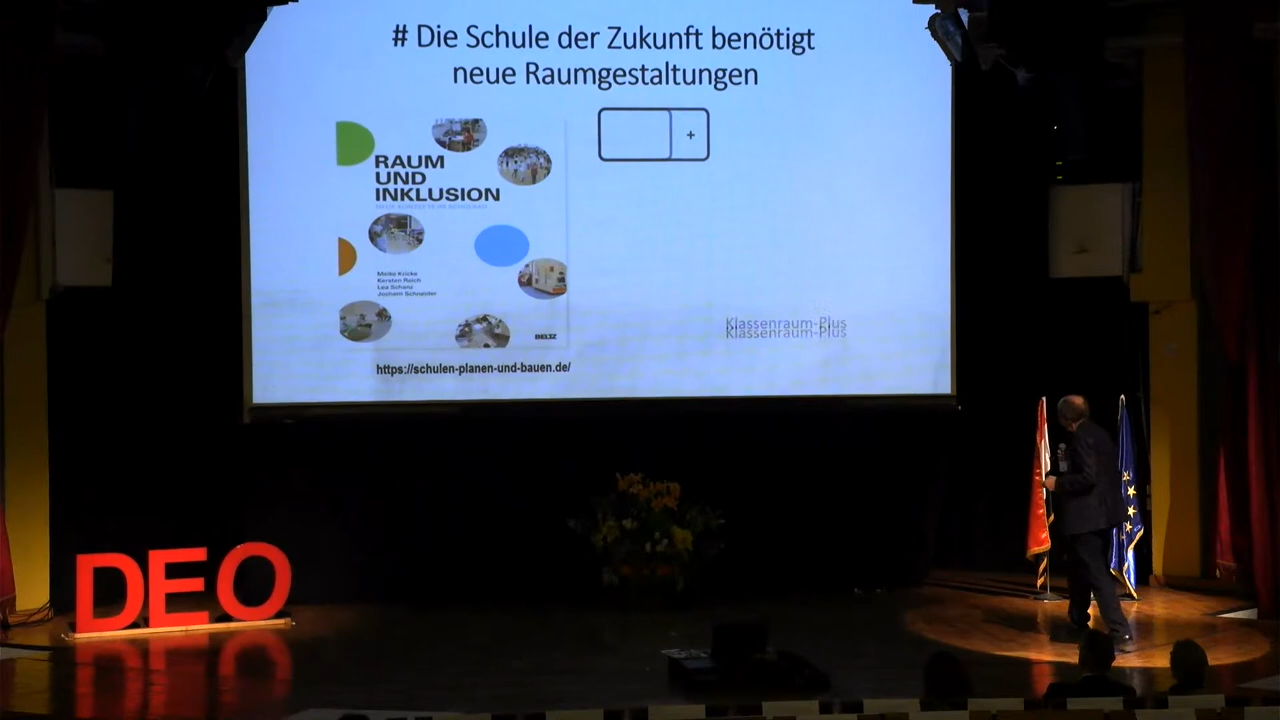 # Die Schule der Zukunft benötigt
neue Raumgestaltungen
+
RAUM
UND
INKLUSION
Meike Kricke
Kersten Reich
Lea Schanz
Jochem Schneider
BELTZ
Klassenraum-Plus
Klassenraum-Plus
https://schulen-planen-und-bauen.de/
DEO